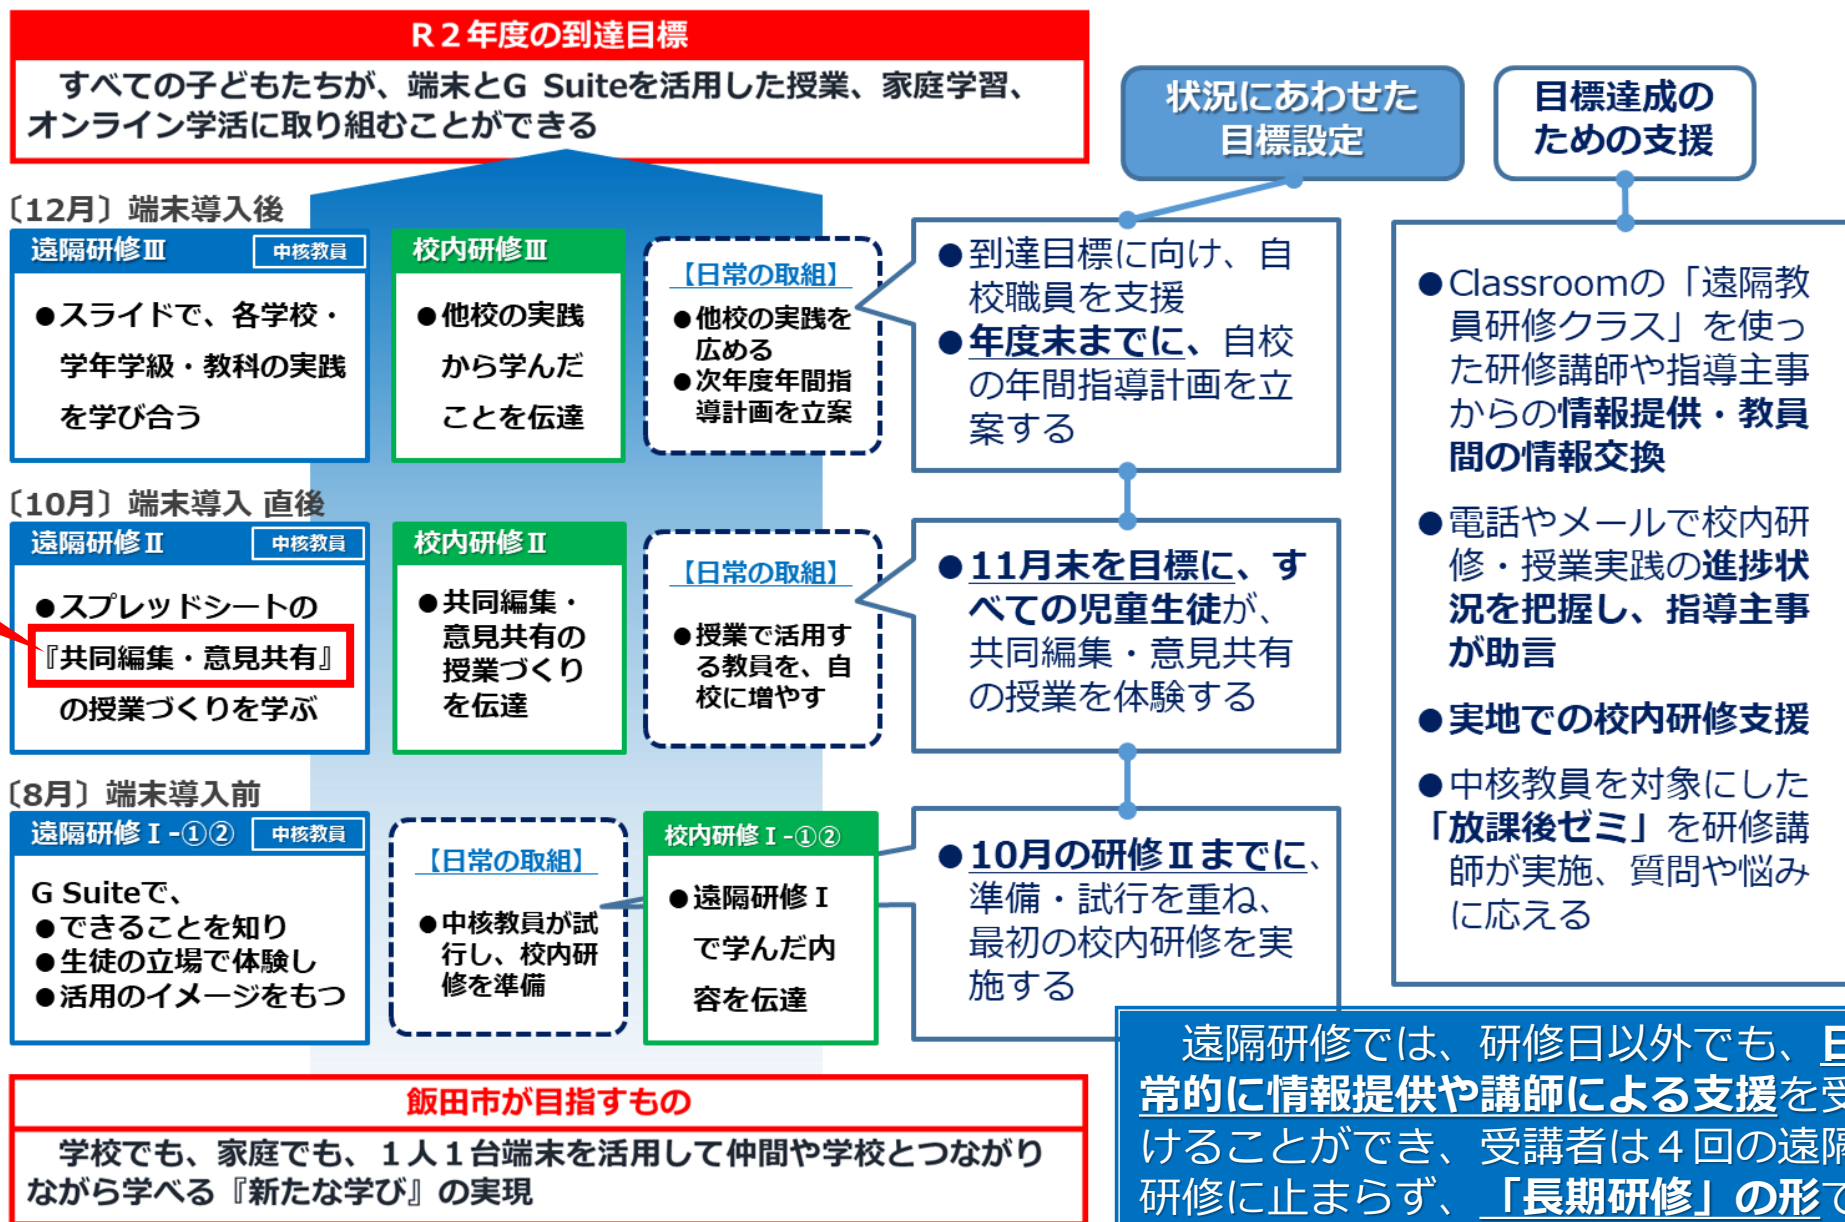 R2年度の到達目標
すべての子どもたちが、端末とG Suiteを活用した授業、家庭学習、
オンライン学活に取り組むことができる
状況にあわせた
目標設定
目標達成の
ための支援
〔12月〕端末導入後
遠隔研修Ⅲ 中核教員
●スライドで、各学校・
学年学級・教科の実践
を学び合う
校内研修Ⅲ
●他校の実践
から学んだ
ことを伝達
【日常の取組】
●他校の実践を
広める
●次年度年間指
導計画を立案
●到達目標に向け、自
校職員を支援
●年度末までに、自校
の年間指導計画を立
案する
〔10月〕端末導入 直後
遠隔研修Ⅱ 中核教員
●スプレッドシートの
『共同編集・意見共有』
の授業づくりを学ぶ
校内研修Ⅱ
●共同編集・
意見共有の
授業づくり
を伝達
【日常の取組】
●授業で活用す
る教員を、自
校に増やす
●11月末を目標に、す
べての児童生徒が、
共同編集・意見共有
の授業を体験する
〔8月〕端末導入前
遠隔研修Ⅰ-①② 中核教員
G Suiteで、
●できることを知り
●生徒の立場で体験し
●活用のイメージをもつ
【日常の取組】
●中核教員が試
行し、校内研
修を準備
校内研修Ⅰ-①②
●遠隔研修Ⅰ
で学んだ内
容を伝達
●10月の研修Ⅱまでに、
準備・試行を重ね、
最初の校内研修を実
施する
●Classroomの「遠隔教
員研修クラス」を使っ
た研修講師や指導主事
からの情報提供・教員
間の情報交換
●電話やメールで校内研
修・授業実践の進捗状
況を把握し、指導主事
が助言
●実地での校内研修支援
●中核教員を対象にした
「放課後ゼミ」を研修講
師が実施、質問や悩み
に応える
飯田市が目指すもの
学校でも、家庭でも、1人1台端末を活用して仲間や学校とつながり
ながら学べる『新たな学び』の実現
遠隔研修では、研修日以外でも、日
常的に情報提供や講師による支援を受
けることができ、受講者は4回の遠隔
研修に止まらず、「長期研修」の形で